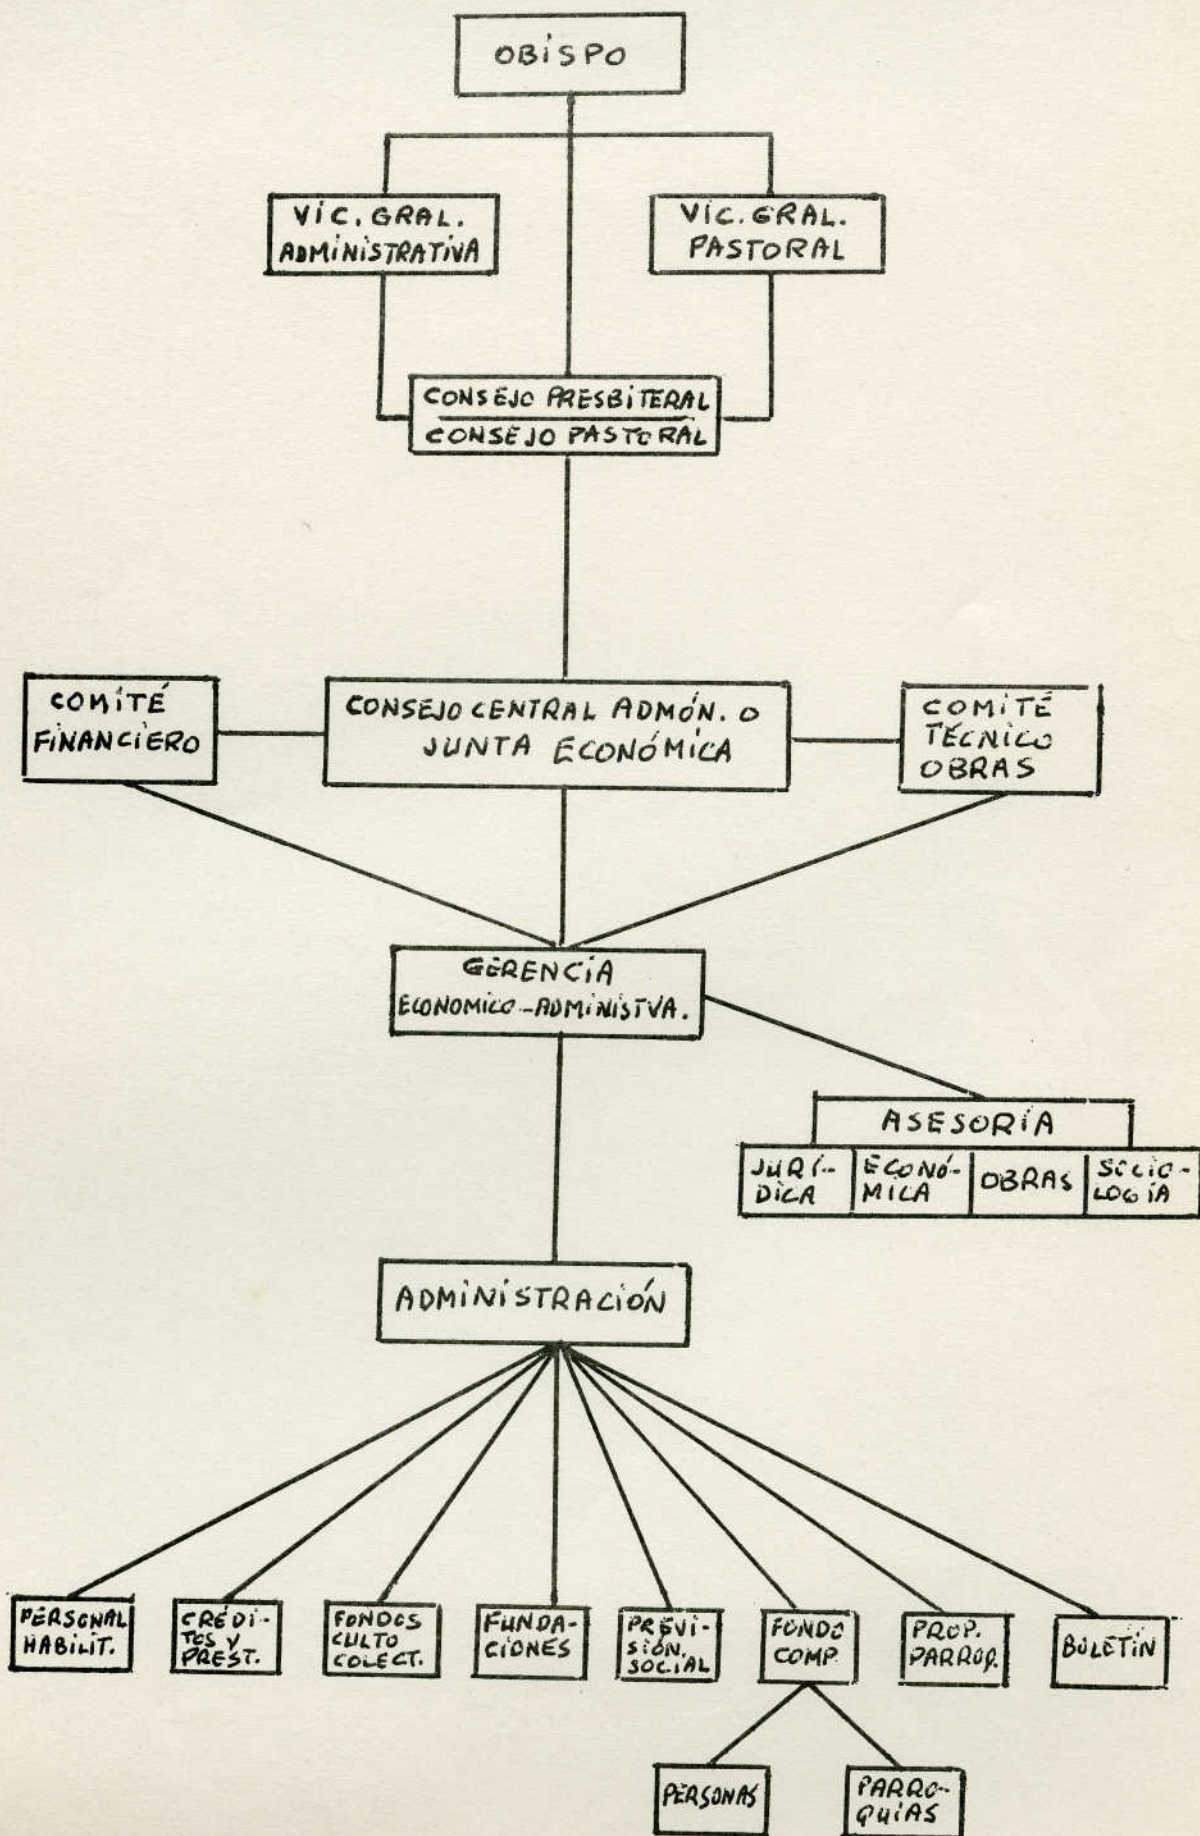 OBISPO
VIC. GRAL.
ADMINISTRATIVA
VIC. GRAL.
PASTORAL
CONSEJO PRESBITERAL
CONSEJO PASTORAL
COMITÉ
FINANCIERO
CONSEJO CENTRAL ADMÓN. O
JUNTA ECONÓMICA
COMITÉ
TÉCNICO
OBRAS
GERENCIA
ECONOMICO-ADMINISTVA.
ASESORÍA
JURÍ-
DICA
ECONÓ-
MICA
OBRAS
SOCIO-
LOGÍA
ADMINISTRACIÓN
PERSONAL
HABILIT.
CRÉDI-
TOS Y
PREST.
FONDOS
CULTO
COLECT.
FUNDA-
CIONES
PREVI-
SIÓN.
SOCIAL
FONDO
COMP.
PROP.
PARROQ.
BOLETÍN
PERSONAS
PARRO-
QUIAS